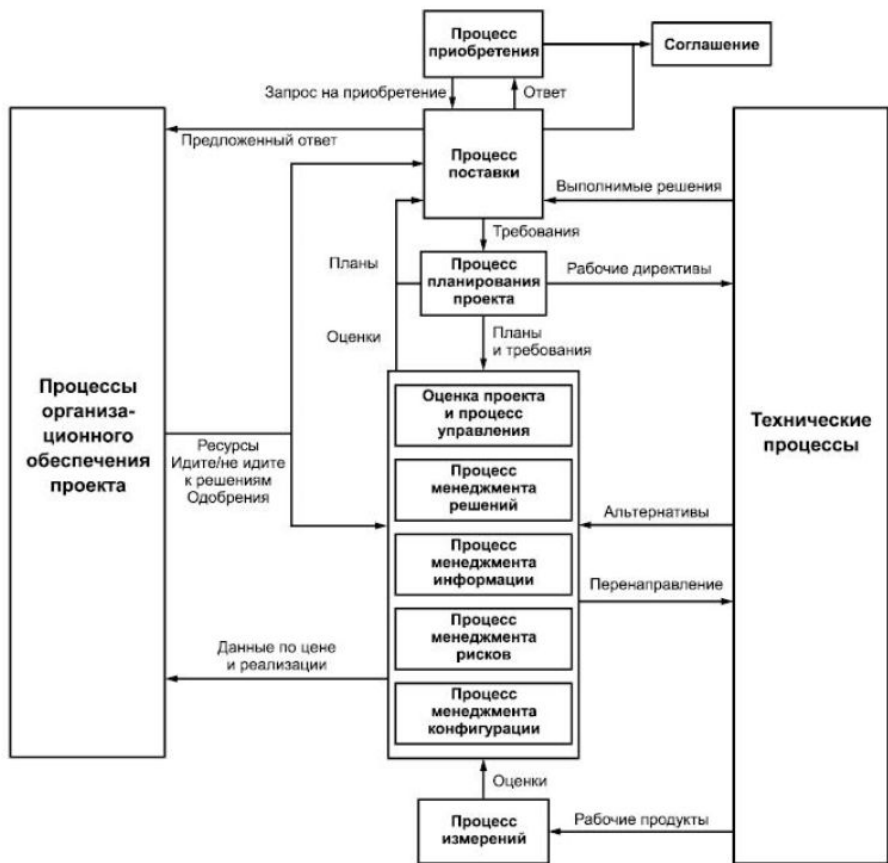 Процесс
приобретения
Соглашение
Запрос на приобретение
Ответ
Предложенный ответ
Процесс
поставки
Выполнимые решения
Требования
Планы
Процесс
планирования
проекта
Рабочие директивы
Оценки
Планы
и требования
Процессы
организа-
ционного
обеспечения
проекта
Оценка проекта
и процесс
управления
Технические
процессы
Ресурсы
Идите/не идите
к решениям
Одобрения
Процесс
менеджмента
решений
Альтернативы
Процесс
менеджмента
информации
Перенаправление
Данные по цене
и реализации
Процесс
менеджмента
рисков
Процесс
менеджмента
конфигурации
Оценки
Процесс
измерений
Рабочие продукты